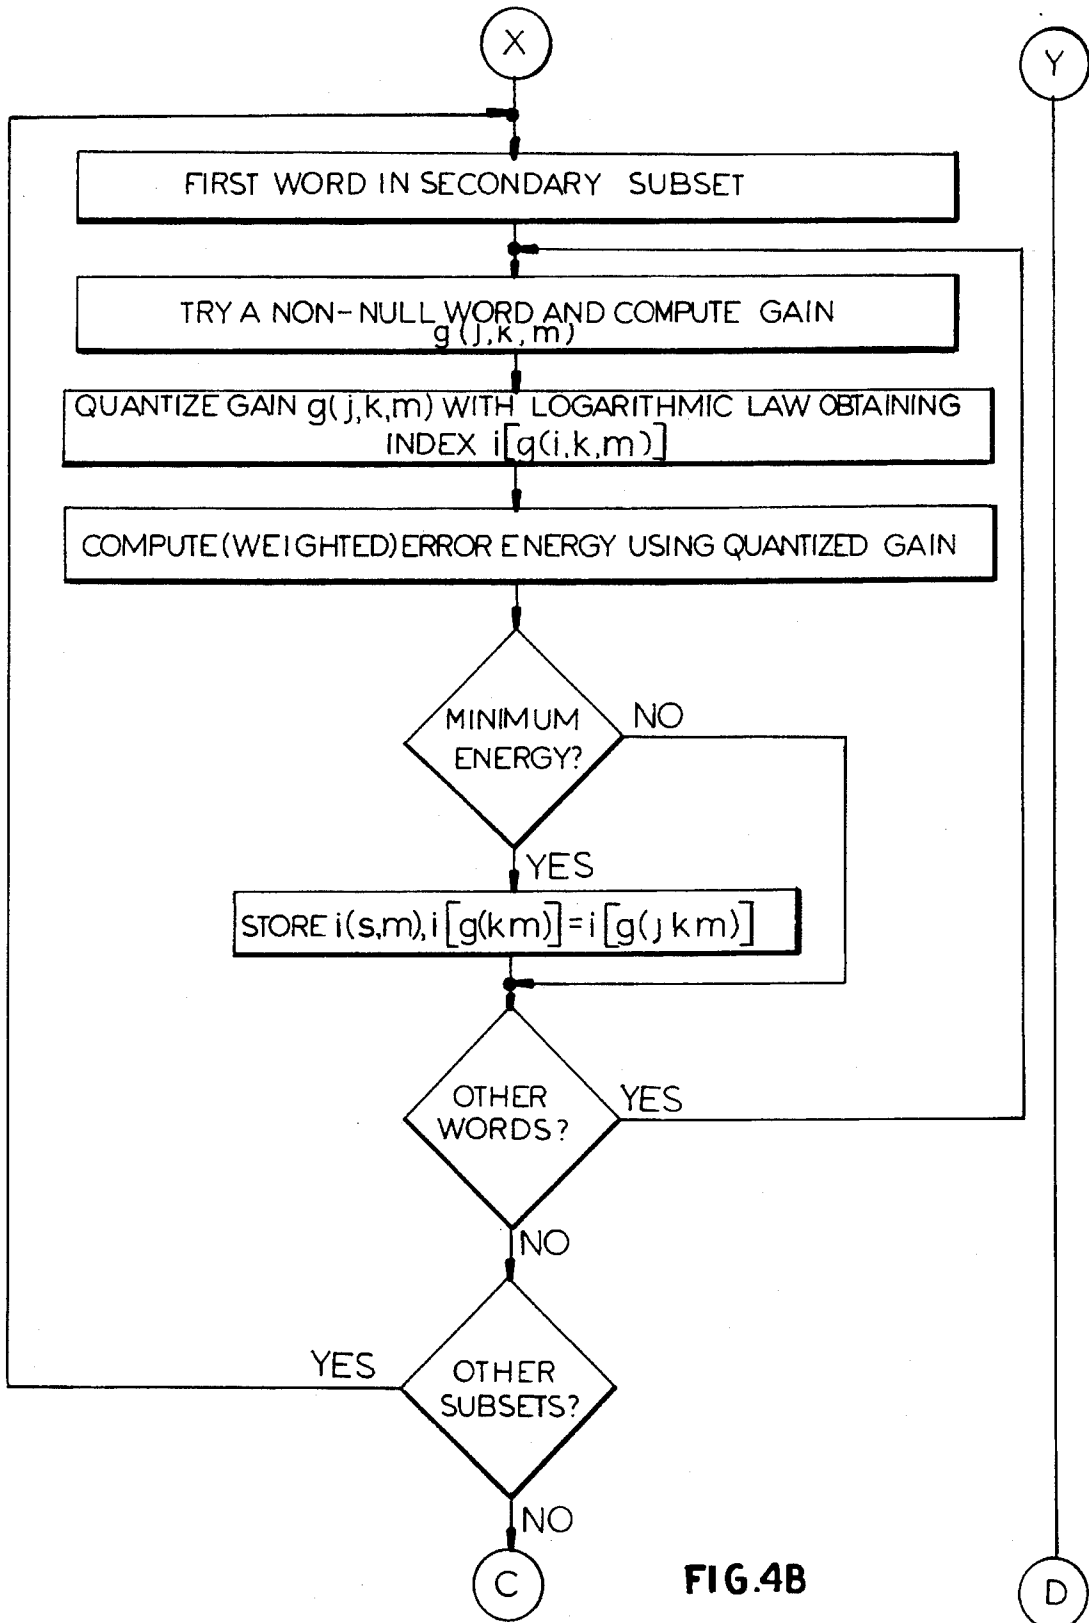 X
Y
FIRST WORD IN SECONDARY SUBSET
TRY A NON-NULL WORD AND COMPUTE GAIN
g(j,k,m)
QUANTIZE GAIN g(j,k,m) WITH LOGARITHMIC LAW OBTAINING
INDEX i[g(i,k,m)]
COMPUTE (WEIGHTED) ERROR ENERGY USING QUANTIZED GAIN
MINIMUM
ENERGY?
NO
YES
STORE i(s,m), i[g(km)]=i[g(jkm)]
OTHER
WORDS?
YES
NO
YES
OTHER
SUBSETS?
NO
C
FIG.4B
D